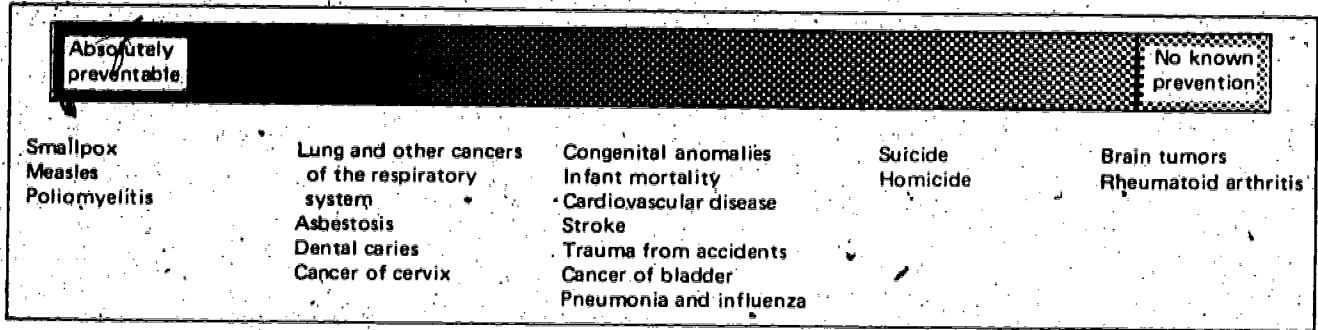 Absolutely
preventable
No known
prevention
Smallpox
Measles
Poliomyelitis
Lung and other cancers
of the respiratory
system
Asbestosis
Dental caries
Cancer of cervix
Congenital anomalies
Infant mortality
Cardiovascular disease
Stroke
Trauma from accidents
Cancer of bladder
Pneumonia and influenza
Suicide
Homicide
Brain tumors
Rheumatoid arthritis